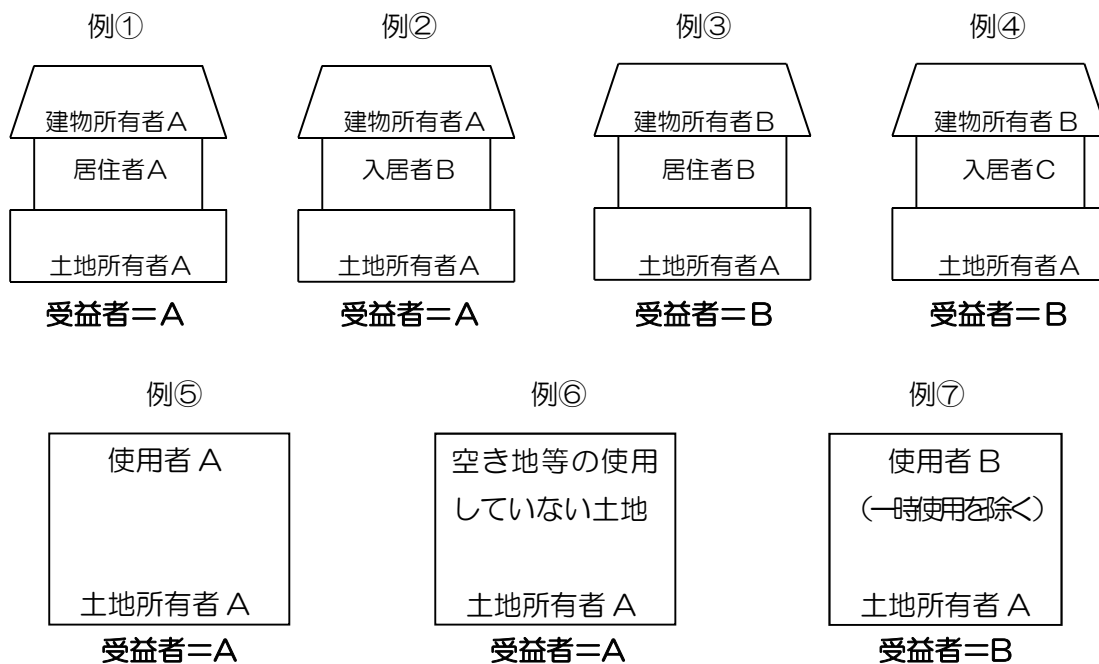 例①
建物所有者A
居住者A
土地所有者A
受益者＝A
例②
建物所有者A
入居者B
土地所有者A
受益者＝A
例③
建物所有者B
居住者B
土地所有者A
受益者＝B
例④
建物所有者B
入居者C
土地所有者A
受益者＝B
例⑤
使用者A
土地所有者A
受益者＝A
例⑥
空き地等の使用
していない土地
土地所有者A
受益者＝A
例⑦
使用者B
（一時使用を除く）
土地所有者A
受益者＝B